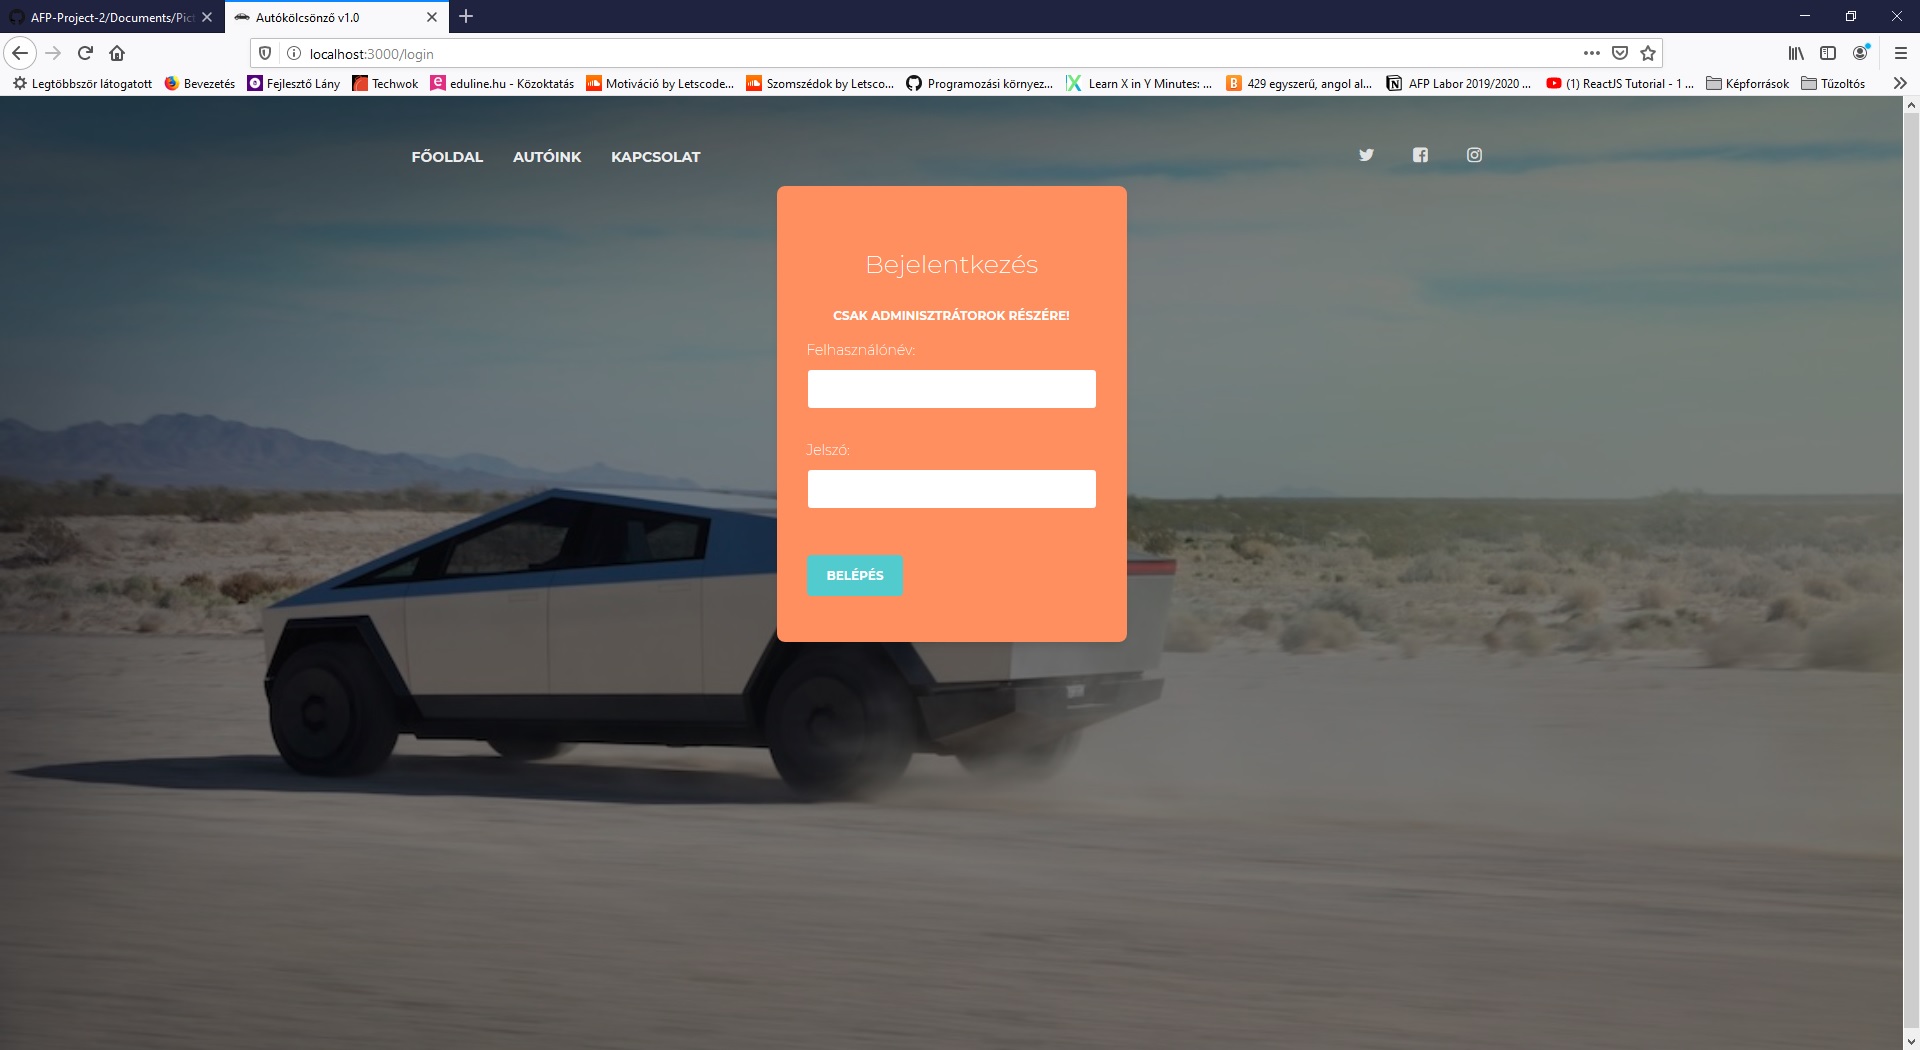 AFP-Project-2/Documents/Pict
Autókölcsönző v1.0
localhost:3000/login
Legtöbbször látogatott
Bevezetés
Fejlesztő Lány
Techwok
eduline.hu - Közoktatás
Motiváció by Letscode...
Szomszédok by Letsco...
Programozási környez...
Learn X in Y Minutes: ...
429 egyszerű, angol al...
AFP Labor 2019/2020 ...
(1) ReactJS Tutorial - 1 ...
Képforrások
Tűzoltós
FŐOLDAL
AUTÓINK
KAPCSOLAT
Bejelentkezés
CSAK ADMINISZTRÁTOROK RÉSZÉRE!
Felhasználónév:
Jelszó:
BELÉPÉS